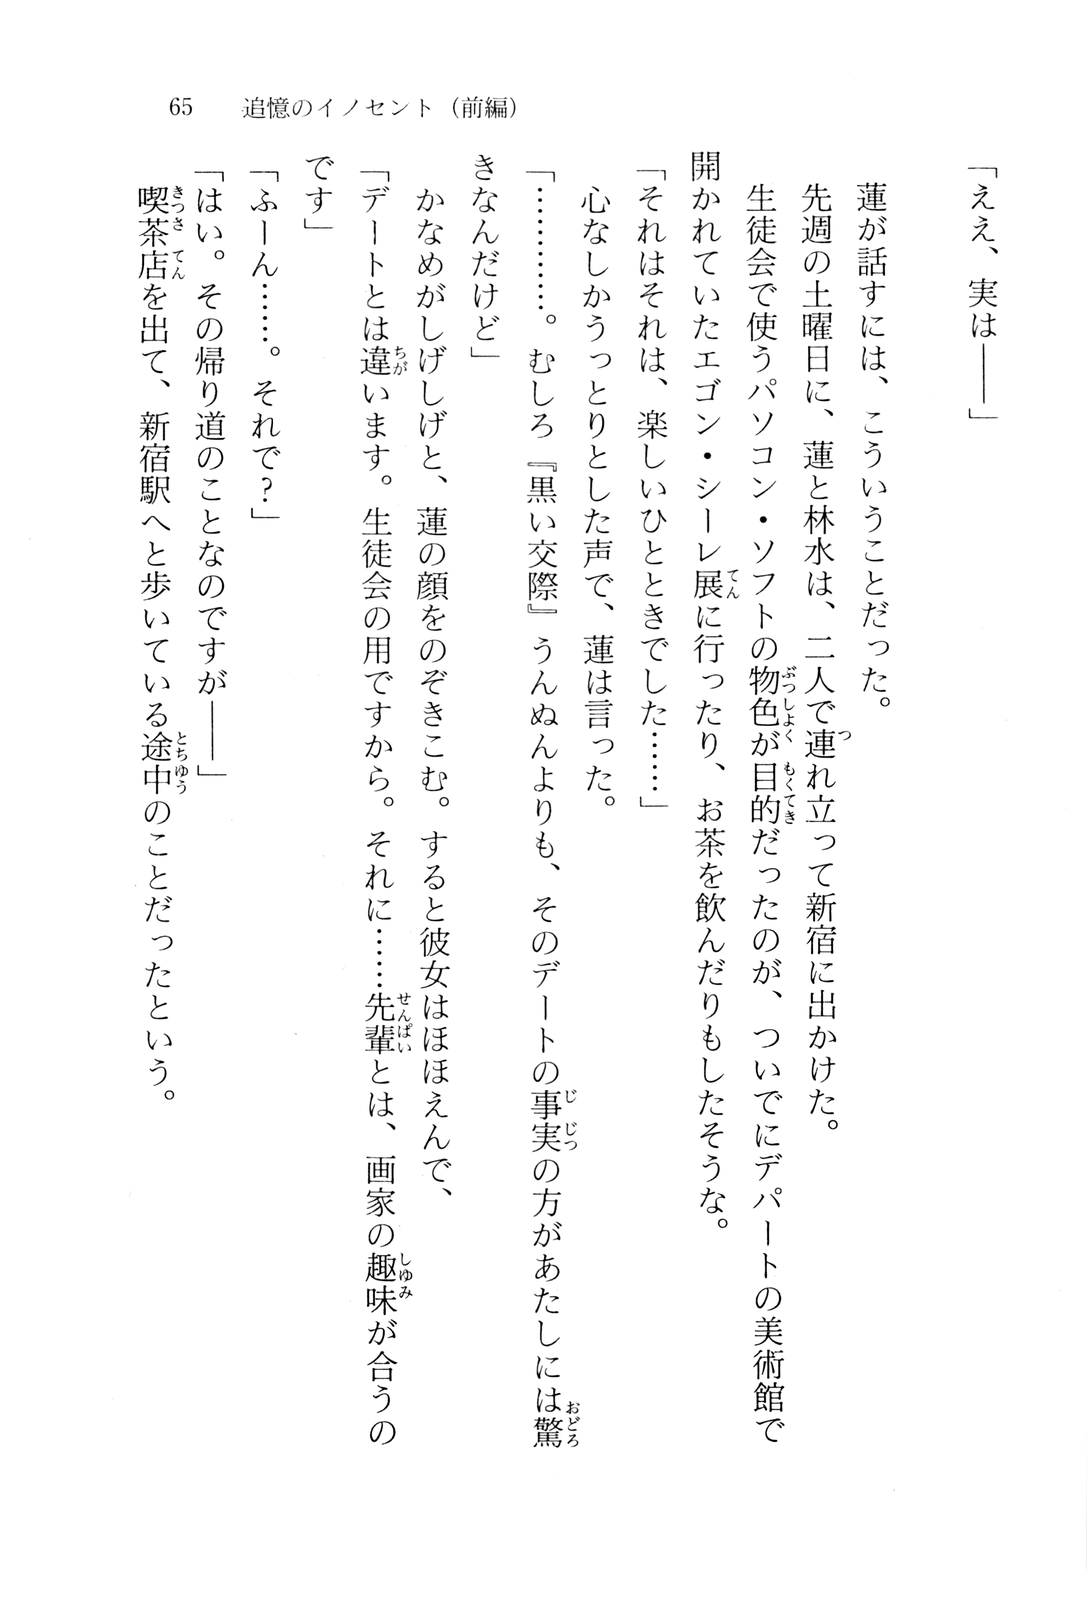 65　追憶のイノセント（前編）
「ええ、実は――」
蓮が話すには、こういうことだった。
先週の土曜日に、蓮と林水は、二人で連れ立って新宿に出かけた。
生徒会で使うパソコン・ソフトの物色が目的だったのが、ついでにデパートの美術館で
開かれていたエゴン・シーレ展に行ったり、お茶を飲んだりもしたそうな。
「それはそれは、楽しいひとときでした……」
心なしかうっとりとした声で、蓮は言った。
「…………。むしろ『黒い交際』うんぬんよりも、そのデートの事実の方があたしには驚
きなんだけど」
かなめがしげしげと、蓮の顔をのぞきこむ。すると彼女はほほえんで、
「デートとは違います。生徒会の用ですから。それに……先輩とは、画家の趣味が合うの
です」
「ふーん……。それで？」
「はい。その帰り道のことなのですが――」
喫茶店を出て、新宿駅へと歩いている途中のことだったという。